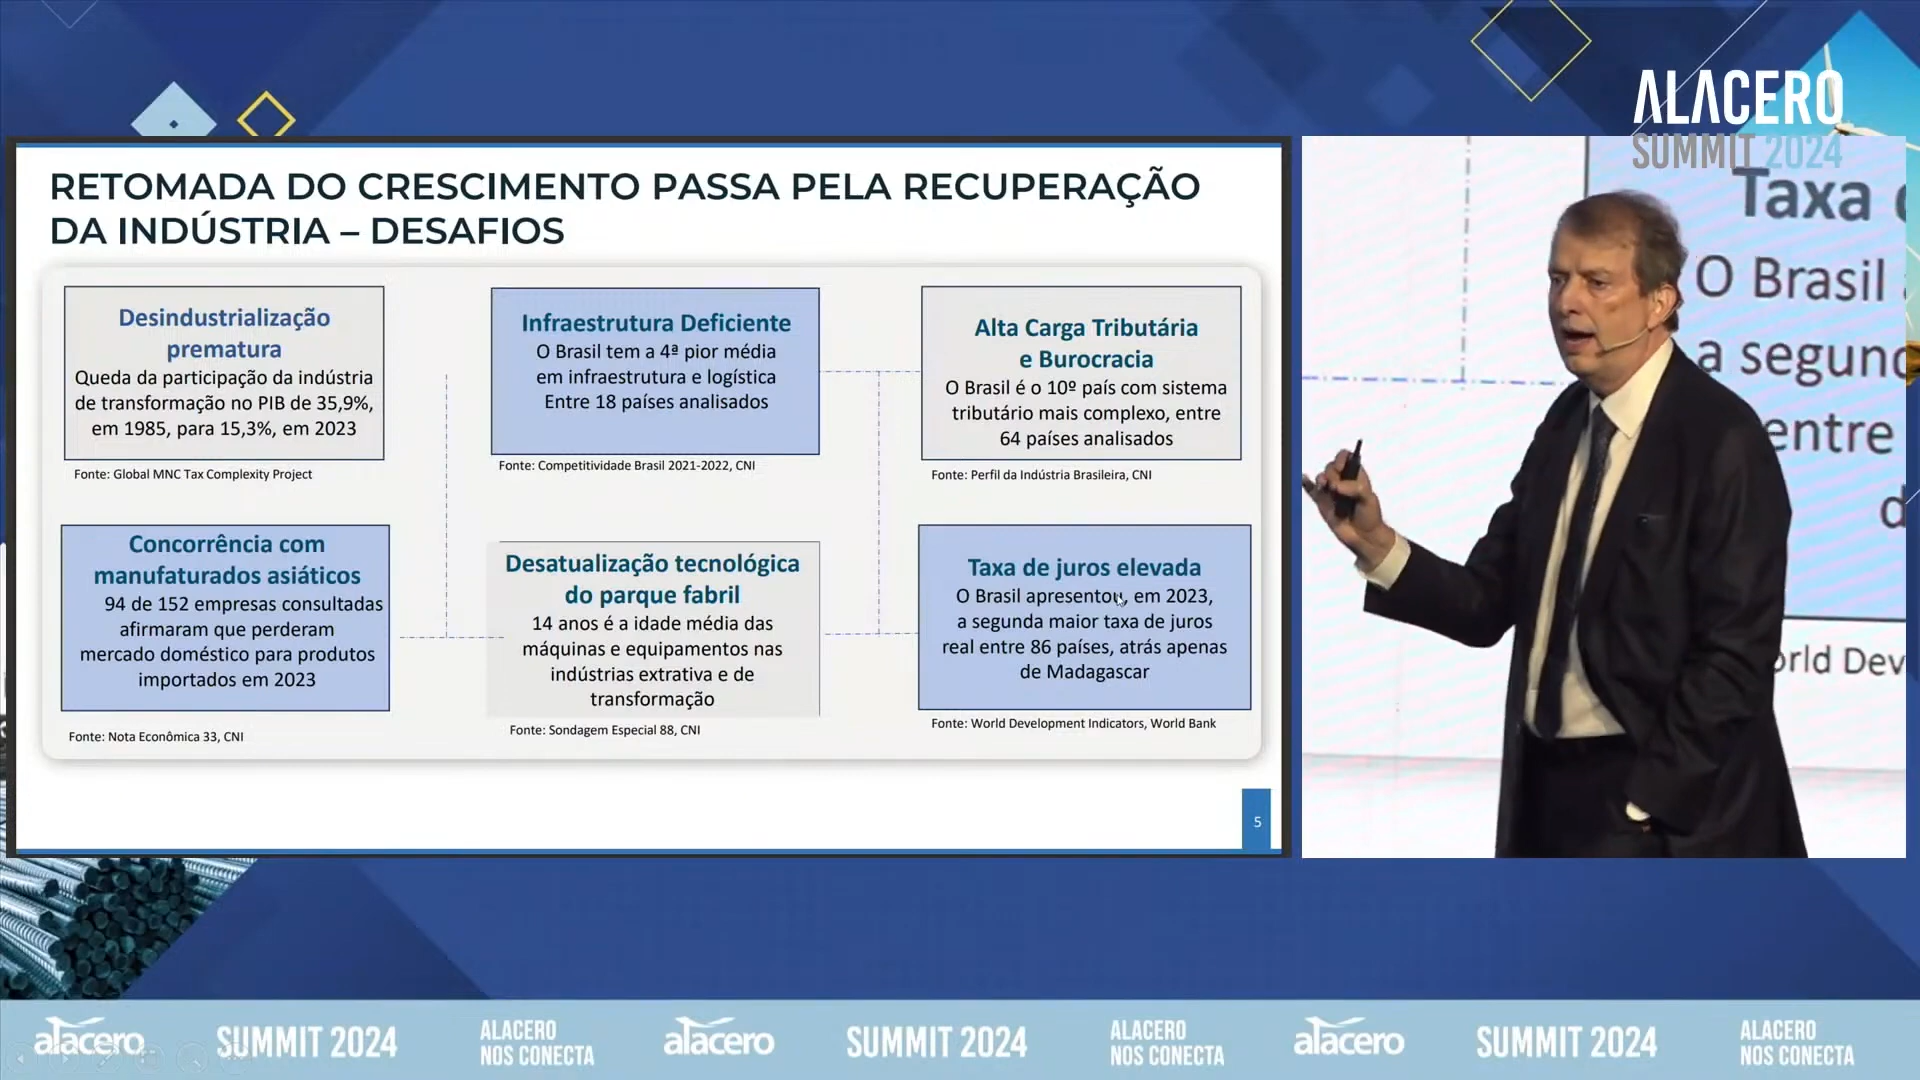 ALACERO
SUMMIT 2024
RETOMADA DO CRESCIMENTO PASSA PELA RECUPERAÇÃO
DA INDÚSTRIA – DESAFIOS
Desindustrialização
prematura
Queda da participação da indústria
de transformação no PIB de 35,9%,
em 1985, para 15,3%, em 2023
Fonte: Global MNC Tax Complexity Project
Infraestrutura Deficiente
O Brasil tem a 4ª pior média
em infraestrutura e logística
Entre 18 países analisados
Fonte: Competitividade Brasil 2021-2022, CNI
Alta Carga Tributária
e Burocracia
O Brasil é o 10º país com sistema
tributário mais complexo, entre
64 países analisados
Fonte: Perfil da Indústria Brasileira, CNI
Concorrência com
manufaturados asiáticos
94 de 152 empresas consultadas
afirmaram que perderam
mercado doméstico para produtos
importados em 2023
Fonte: Nota Econômica 33, CNI
Desatualização tecnológica
do parque fabril
14 anos é a idade média das
máquinas e equipamentos nas
indústrias extrativa e de
transformação
Fonte: Sondagem Especial 88, CNI
Taxa de juros elevada
O Brasil apresentou, em 2023,
a segunda maior taxa de juros
real entre 86 países, atrás apenas
de Madagascar
Fonte: World Development Indicators, World Bank
5
Taxa
O Brasil
a segund
entre
d
orld Dev
alacero SUMMIT 2024 ALACERO NOS CONECTA alacero SUMMIT 2024 ALACERO NOS CONECTA alacero SUMMIT 2024 ALACERO NOS CONECTA